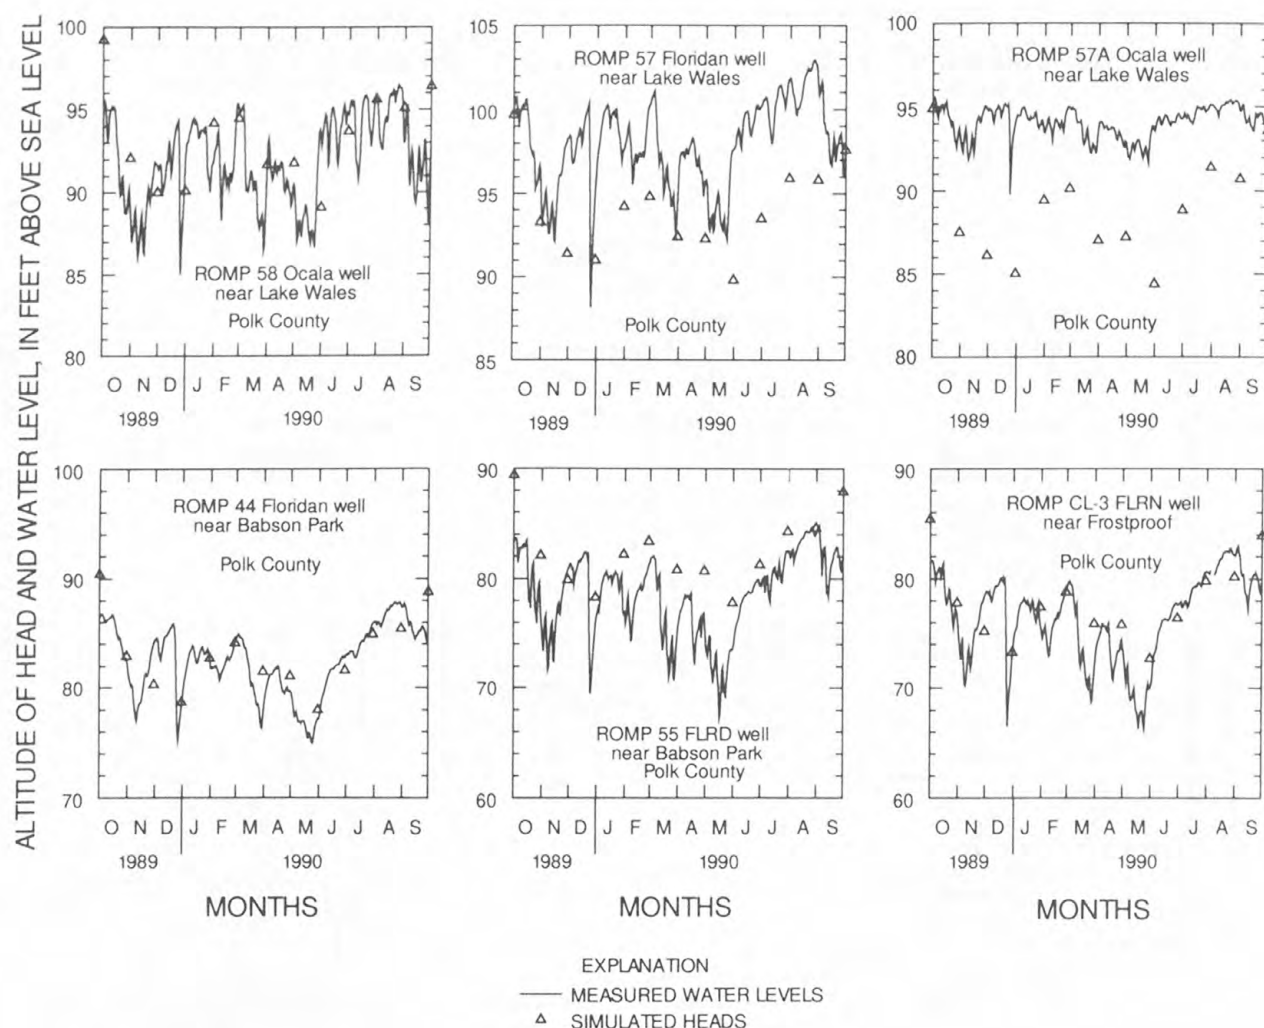 ALTITUDE OF HEAD AND WATER LEVEL, IN FEET ABOVE SEA LEVEL
100
95
90
85
80
ROMP 58 Ocala well
near Lake Wales
Polk County
O N D J F M A M J J A S
1989 1990
105
100
95
90
85
ROMP 57 Floridan well
near Lake Wales
Polk County
O N D J F M A M J J A S
1989 1990
100
95
90
85
80
ROMP 57A Ocala well
near Lake Wales
Polk County
O N D J F M A M J J A S
1989 1990
100
90
80
70
ROMP 44 Floridan well
near Babson Park
Polk County
O N D J F M A M J J A S
1989 1990
MONTHS
90
80
70
60
ROMP 55 FLRD well
near Babson Park
Polk County
O N D J F M A M J J A S
1989 1990
MONTHS
90
80
70
60
ROMP CL-3 FLRN well
near Frostproof
Polk County
O N D J F M A M J J A S
1989 1990
MONTHS
EXPLANATION
MEASURED WATER LEVELS
SIMULATED HEADS